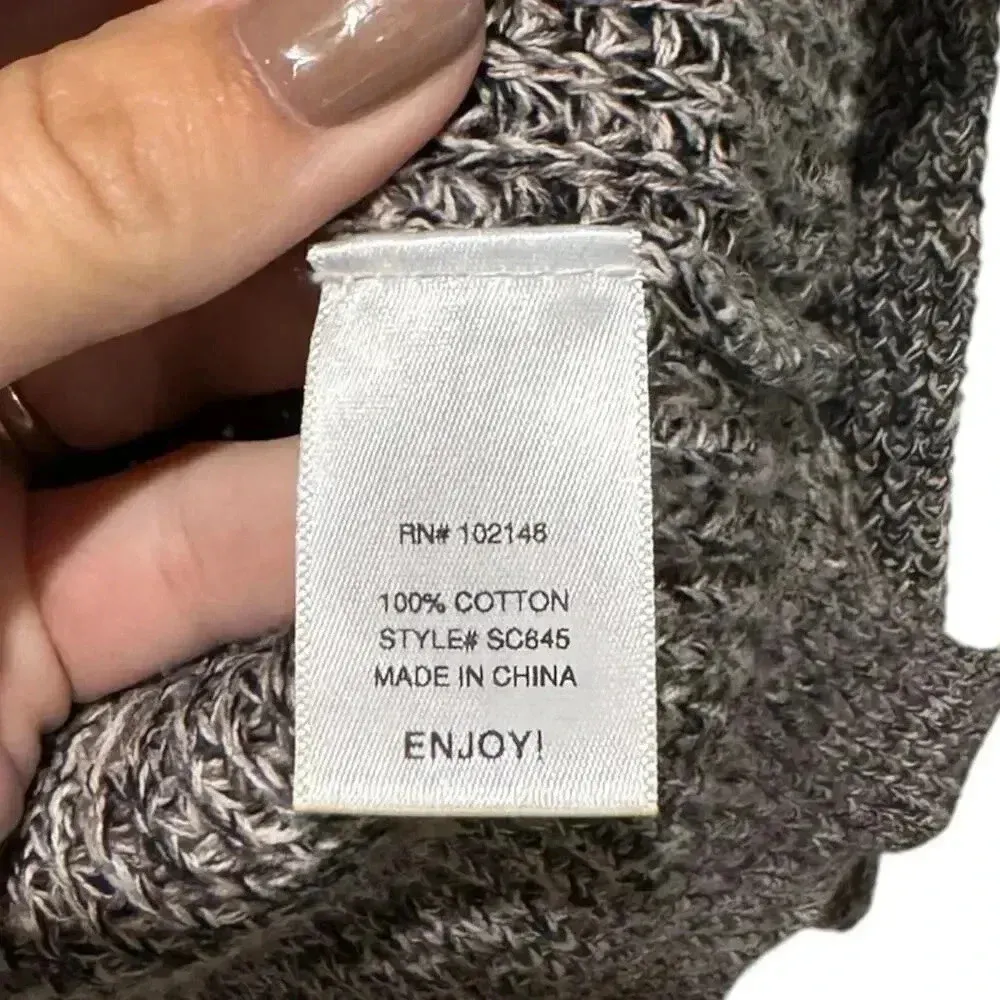 RN# 102146
100% COTTON
STYLE# SC645
MADE IN CHINA
ENJOY!